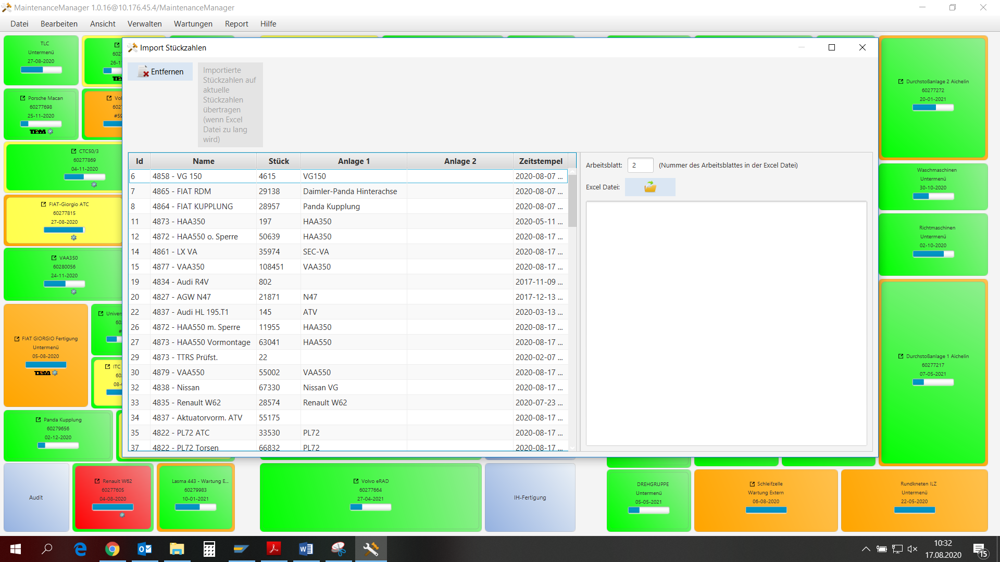 MaintenanceManager 1.0.16@10.176.45.4/MaintenanceManager
Datei Bearbeiten Ansicht Verwalten Wartungen Report Hilfe
TLC
Untermenü
27-08-2020
Porsche Macan
60277698
25-11-2020
TEAM
CTC50/3
60277869
04-11-2020
FIAT-Giorgio ATC
60277815
27-08-2020
VAA350
60280056
24-11-2020
FIAT GIORGIO Fertigung
Untermenü
05-08-2020
TEAM
ITC
Panda Kupplung
60279656
02-12-2020
Import Stückzahlen
Entfernen
Importierte
Stückzahlen auf
aktuelle
Stückzahlen
übertragen
(wenn Excel
Datei zu lang
wird)
Id Name Stück Anlage 1 Anlage 2 Zeitstempel
6 4858 - VG 150 4615 VG150 2020-08-07 ...
7 4865 - FIAT RDM 29138 Daimler-Panda Hinterachse 2020-08-07 ...
8 4864 - FIAT KUPPLUNG 28957 Panda Kupplung 2020-08-07 ...
11 4873 - HAA350 197 HAA350 2020-05-11 ...
12 4872 - HAA550 o. Sperre 50639 HAA350 2020-08-17 ...
14 4861 - LX VA 35974 SEC-VA 2020-08-17 ...
15 4877 - VAA350 108451 VAA350 2020-08-17 ...
19 4834 - Audi R4V 802 2017-11-09 ...
20 4827 - AGW N47 21871 N47 2017-12-13 ...
22 4837 - Audi HL 195.T1 145 ATV 2020-03-13 ...
26 4872 - HAA550 m. Sperre 11955 HAA350 2020-08-17 ...
27 4873 - HAA550 Vormontage 63041 HAA550 2020-08-17 ...
29 4873 - TTRS Prüfst. 22 2020-02-07 ...
30 4879 - VAA550 55002 VAA550 2020-08-17 ...
32 4838 - Nissan 67330 Nissan VG 2020-08-17 ...
33 4835 - Renault W62 28574 Renault W62 2020-07-23 ...
34 4837 - Aktuatorvorm. ATV 55175 2020-08-17 ...
35 4822 - PL72 ATC 33530 PL72 2020-08-17 ...
37 4822 - PL72 Torsen 66832 PL72 2020-08-17 ...
Arbeitsblatt: 2 (Nummer des Arbeitsblattes in der Excel Datei)
Excel Datei:
Durchstoßanlage 2 Aichelin
60277272
20-01-2021
Waschmaschinen
Untermenü
30-10-2020
Richtmaschinen
Untermenü
02-10-2020
Durchstoßanlage 1 Aichelin
60277217
07-05-2021
Audit
Renault W62
60277605
04-08-2020
Lasma 443 - Wartung E...
60279983
10-01-2021
Volvo eRAD
60277664
27-04-2021
IH-Fertigung
DREHGRUPPE
Untermenü
05-05-2021
Schleifzelle
Wartung Extern
06-08-2020
Rundkneten ILZ
Untermenü
22-05-2020
10:32
17.08.2020
15